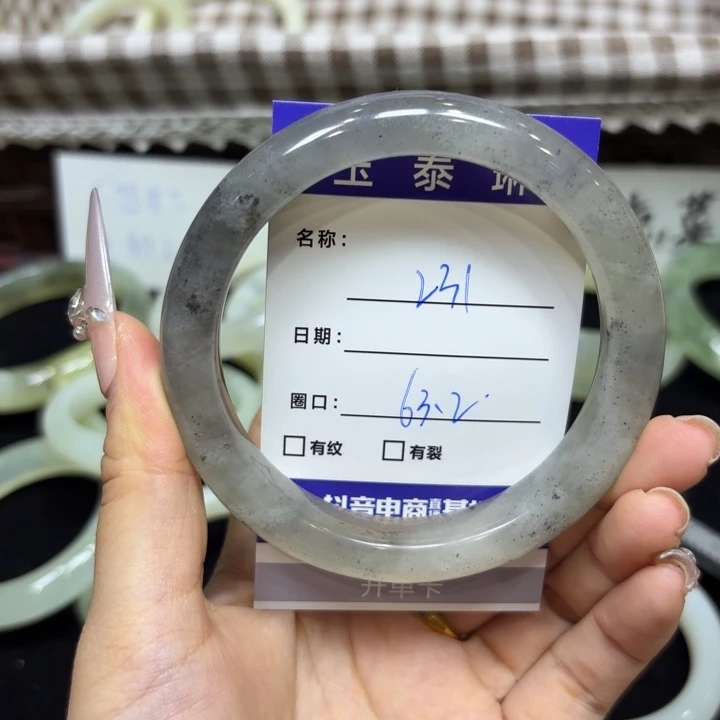 玉泰琳
名称: 231
日期:
圈口: 63.2
有纹 有裂
抖音电商
开单卡